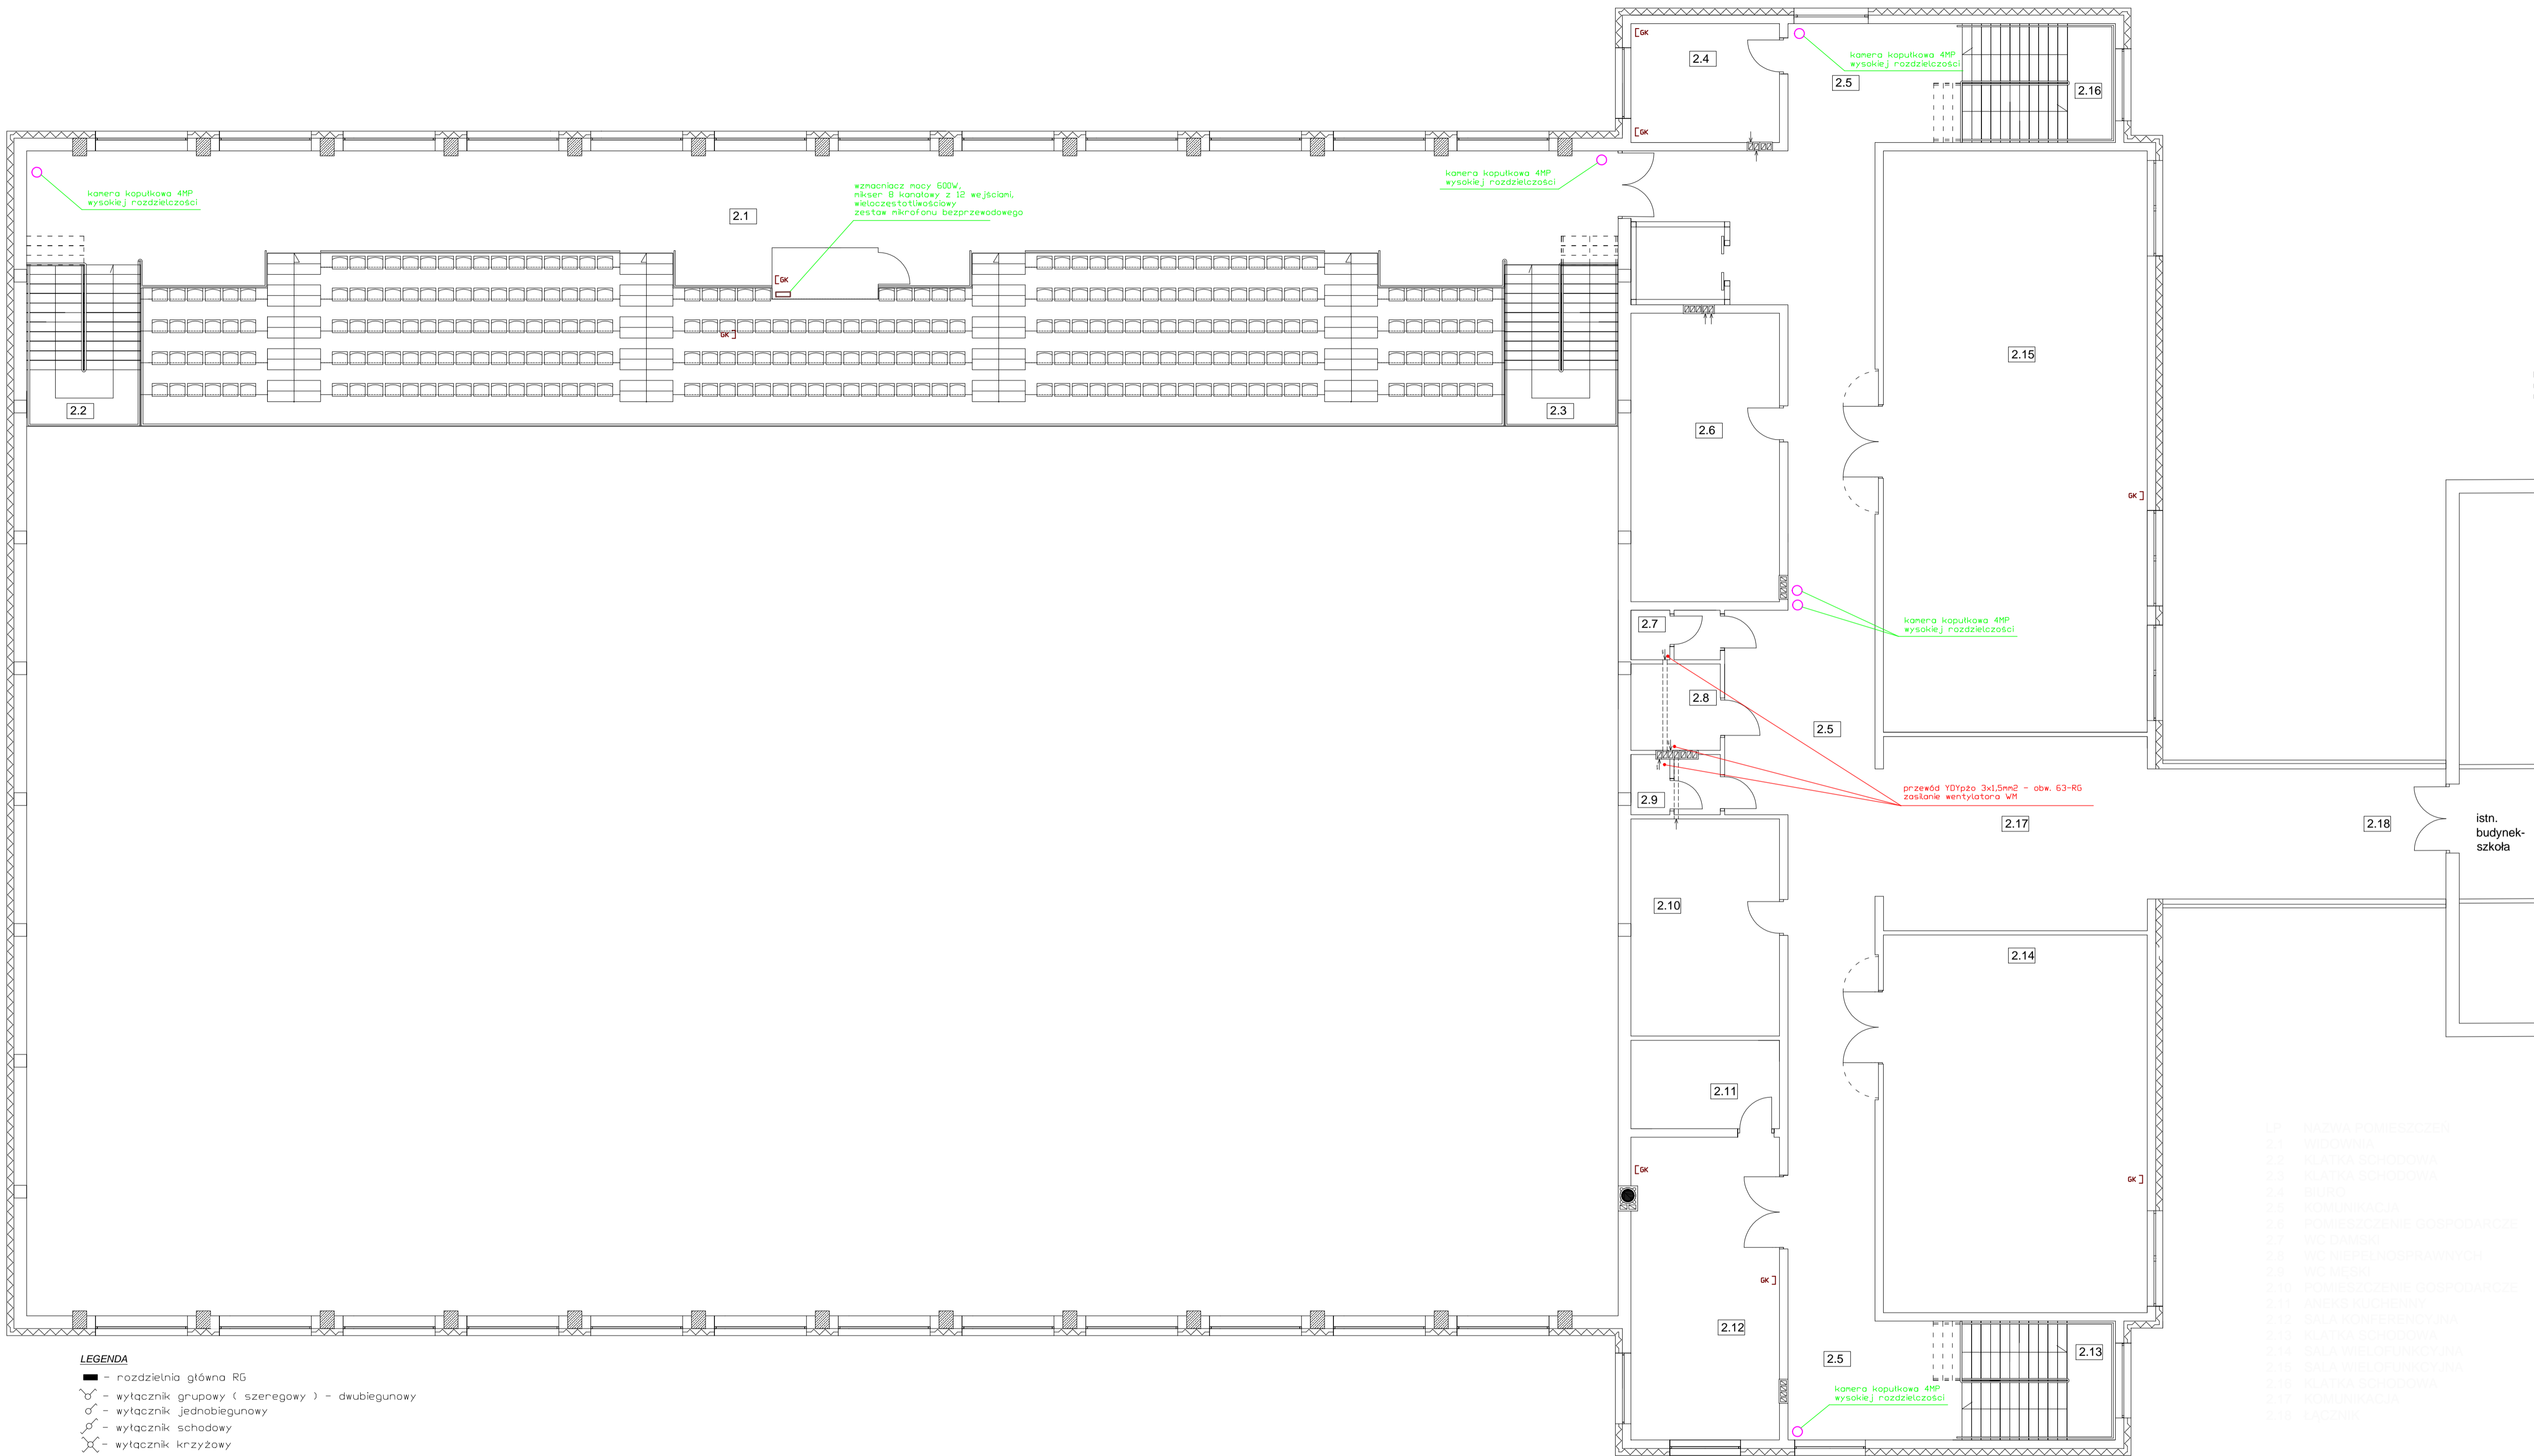 GK
2.4
kamera kopułkowa 4MP
wysokiej rozdzielczości
2.5
2.16
GK
kamera kopułkowa 4MP
wysokiej rozdzielczości
wzmacniacz mocy 600W,
mikser 8 kanałowy z 12 wejściami,
wieloczęstotliwościowy
zestaw mikrofonu bezprzewodowego
kamera kopułkowa 4MP
wysokiej rozdzielczości
2.1
GK
GK
2.15
2.2
2.3
2.6
GK
kamera kopułkowa 4MP
wysokiej rozdzielczości
2.7
2.8
2.5
przewód YDYpżo 3x1,5mm2 - obw. 63-RG
zasilanie wentylatora WM
2.9
2.17
2.18
istn.
budynek-
szkoła
2.10
2.14
2.11
GK
GK
GK
2.12
2.5
2.13
kamera kopułkowa 4MP
wysokiej rozdzielczości
LEGENDA
- rozdzielnia główna RG
- wyłącznik grupowy ( szeregowy ) - dwubiegunowy
- wyłącznik jednobiegunowy
- wyłącznik schodowy
- wyłącznik krzyżowy